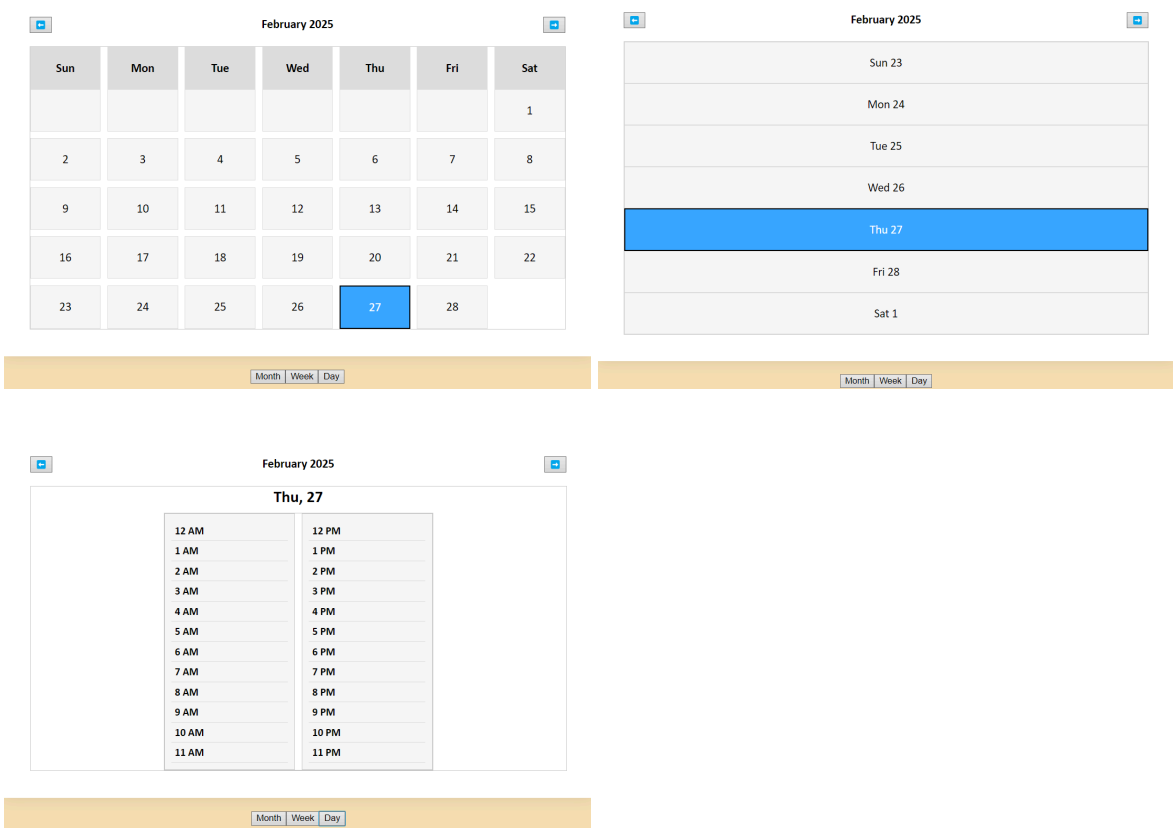 February 2025
Sun Mon Tue Wed Thu Fri Sat
1
2 3 4 5 6 7 8
9 10 11 12 13 14 15
16 17 18 19 20 21 22
23 24 25 26 27 28
Month Week Day
February 2025
Sun 23
Mon 24
Tue 25
Wed 26
Thu 27
Fri 28
Sat 1
Month Week Day
February 2025
Thu, 27
12 AM
1 AM
2 AM
3 AM
4 AM
5 AM
6 AM
7 AM
8 AM
9 AM
10 AM
11 AM
12 PM
1 PM
2 PM
3 PM
4 PM
5 PM
6 PM
7 PM
8 PM
9 PM
10 PM
11 PM
Month Week Day